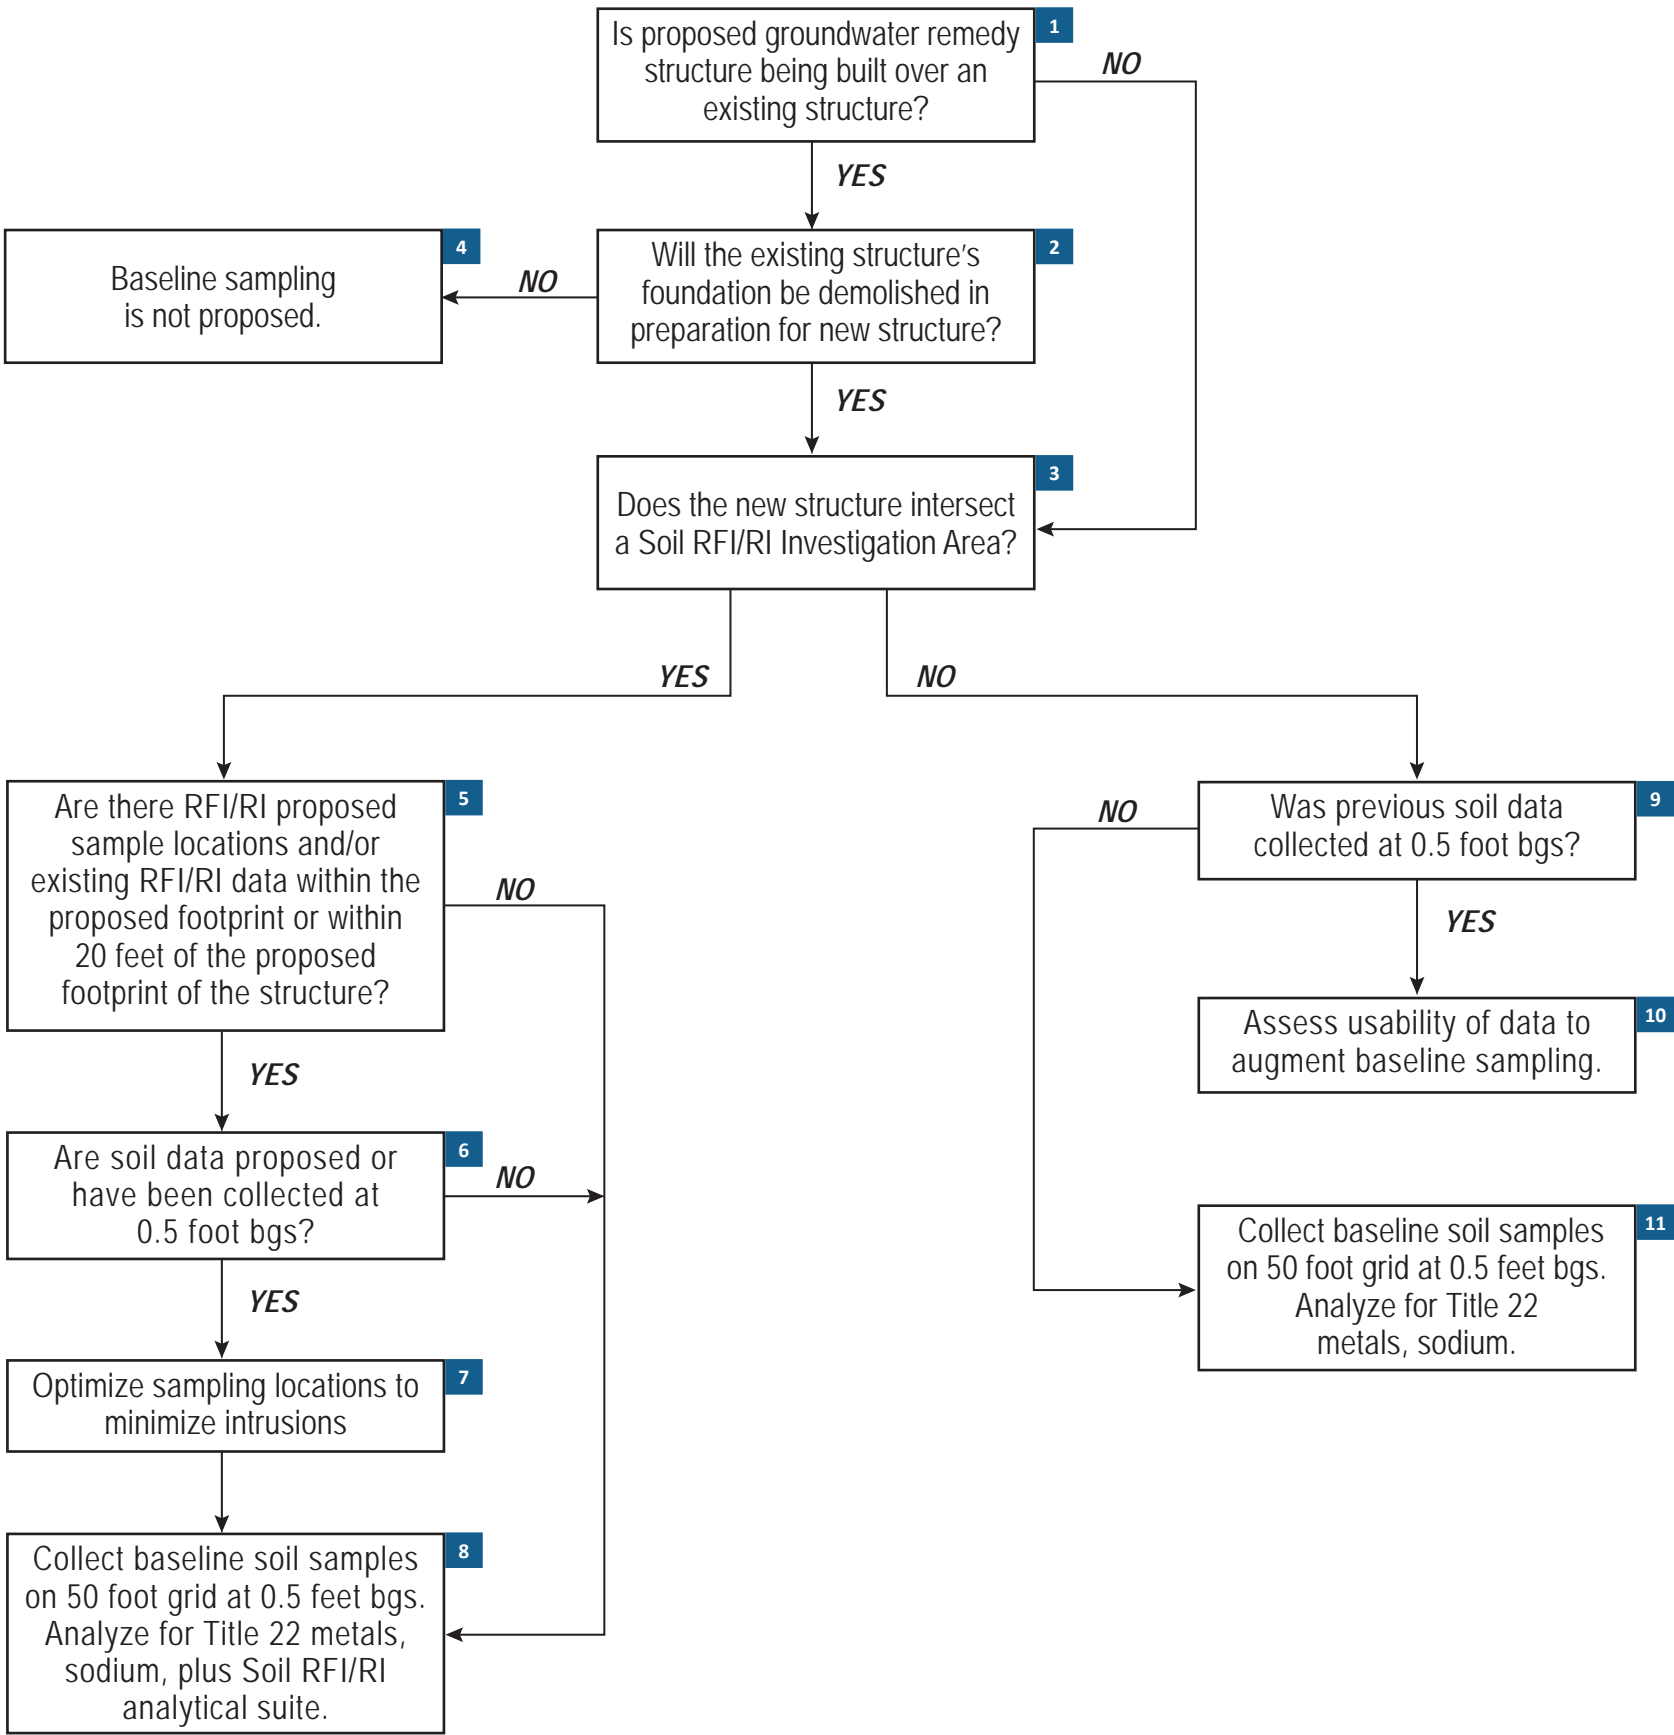 1
Is proposed groundwater remedy
structure being built over an
existing structure?
NO
YES
4
Baseline sampling
is not proposed.
NO
2
Will the existing structure's
foundation be demolished in
preparation for new structure?
YES
3
Does the new structure intersect
a Soil RFI/RI Investigation Area?
YES
NO
5
Are there RFI/RI proposed
sample locations and/or
existing RFI/RI data within the
proposed footprint or within
20 feet of the proposed
footprint of the structure?
NO
YES
6
Are soil data proposed or
have been collected at
0.5 foot bgs?
NO
YES
7
Optimize sampling locations to
minimize intrusions
8
Collect baseline soil samples
on 50 foot grid at 0.5 feet bgs.
Analyze for Title 22 metals,
sodium, plus Soil RFI/RI
analytical suite.
9
Was previous soil data
collected at 0.5 foot bgs?
NO
YES
10
Assess usability of data to
augment baseline sampling.
11
Collect baseline soil samples
on 50 foot grid at 0.5 feet bgs.
Analyze for Title 22
metals, sodium.